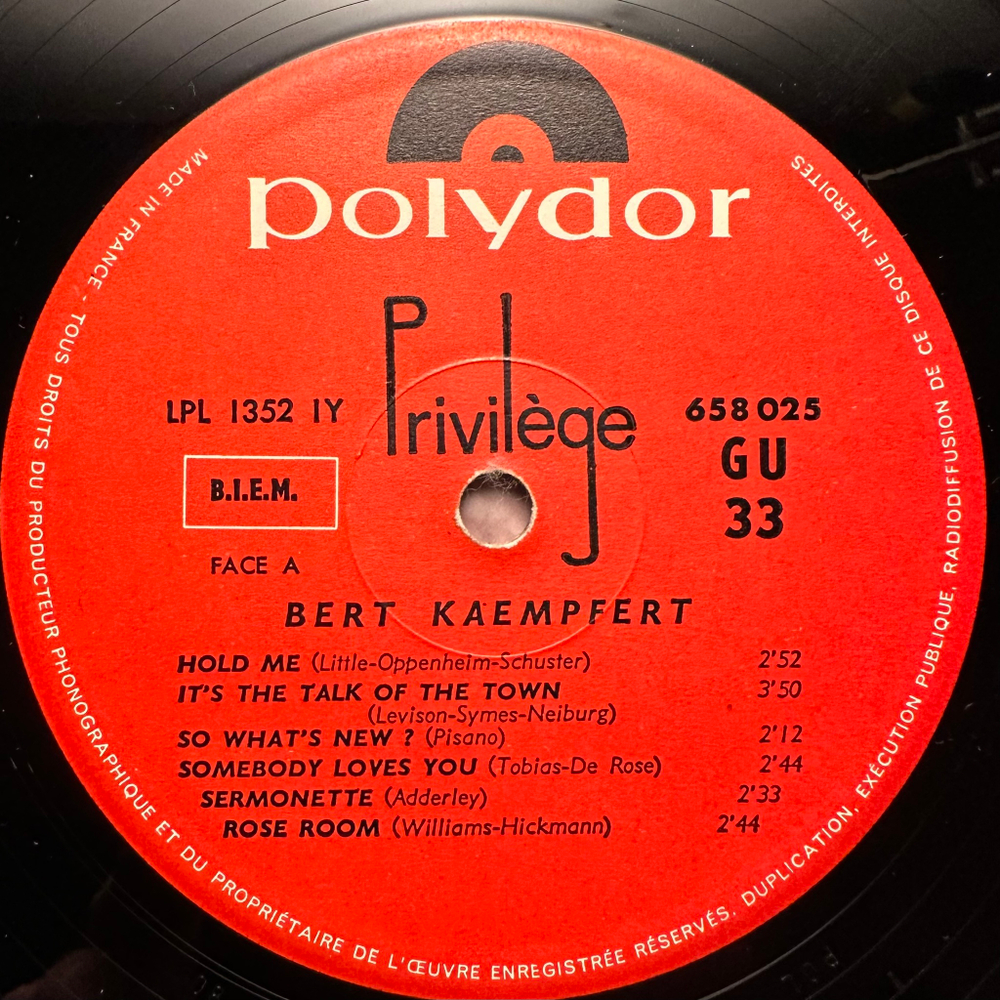 polydor
Privilège
LPL 1352 1Y
658 025
GU
33
B.I.E.M.
FACE A
BERT KAEMPFERT
HOLD ME (Little-Oppenheim-Schuster) 2'52
IT'S THE TALK OF THE TOWN 3'50
(Levison-Symes-Neiburg)
SO WHAT'S NEW ? (Pisano) 2'12
SOMEBODY LOVES YOU (Tobias-De Rose) 2'44
SERMONETTE (Adderley) 2'33
ROSE ROOM (Williams-Hickmann) 2'44
MADE IN FRANCE - TOUS DROITS DU PRODUCTEUR PHONOGRAPHIQUE ET DU PROPRIÉTAIRE DE L'ŒUVRE ENREGISTRÉE RÉSERVÉS. DUPLICATION, EXÉCUTION PUBLIQUE, RADIODIFFUSION DE CE DISQUE INTERDITES